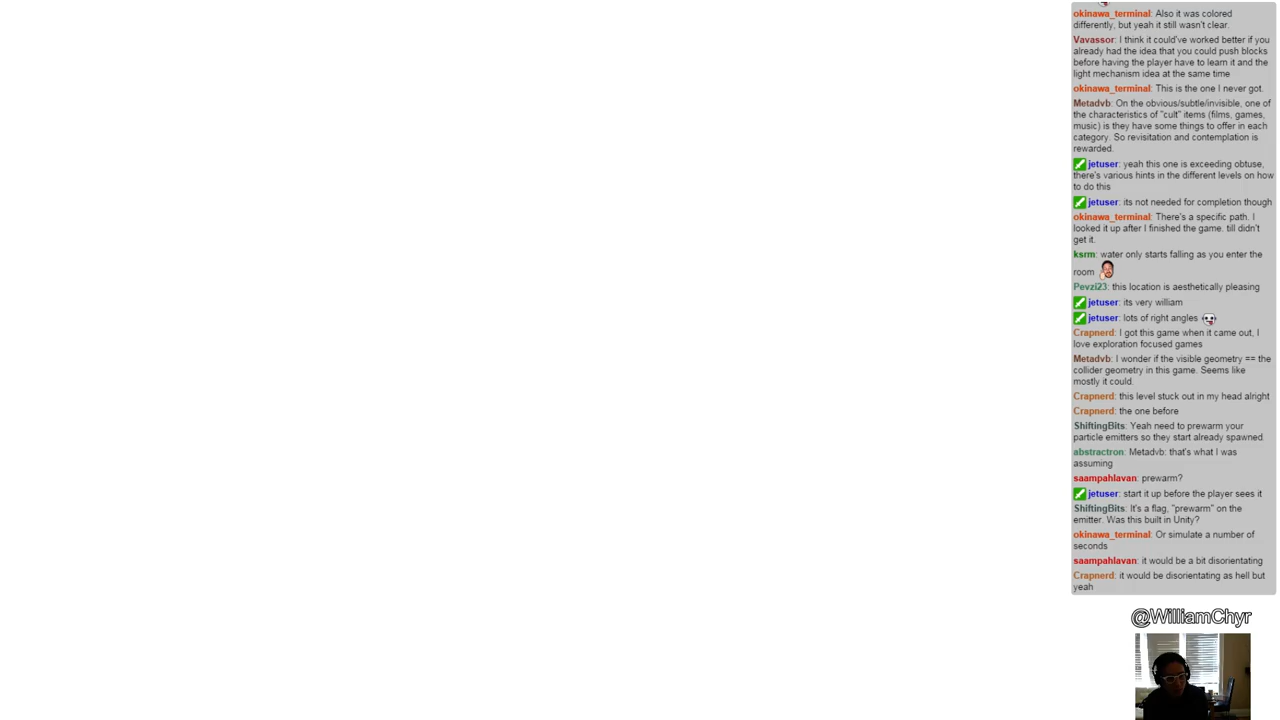 okinawa_terminal: Also it was colored
differently, but yeah it still wasn't clear.
Vavassor: I think it could've worked better if you
already had the idea that you could push blocks
before having the player have to learn it and the
light mechanism idea at the same time
okinawa_terminal: This is the one I never got.
Metadvb: On the obvious/subtle/invisible, one of
the characteristics of "cult" items (films, games,
music) is they have some things to offer in each
category. So revisitation and contemplation is
rewarded.
jetuser: yeah this one is exceeding obtuse,
there's various hints in the different levels on how
to do this
jetuser: its not needed for completion though
okinawa_terminal: There's a specific path. I
looked it up after I finished the game. till didn't
get it.
ksrm: water only starts falling as you enter the
room
Pevzi23: this location is aesthetically pleasing
jetuser: its very william
jetuser: lots of right angles
Crapnerd: I got this game when it came out, I
love exploration focused games
Metadvb: I wonder if the visible geometry == the
collider geometry in this game. Seems like
mostly it could.
Crapnerd: this level stuck out in my head alright
Crapnerd: the one before
ShiftingBits: Yeah need to prewarm your
particle emitters so they start already spawned.
abstractron: Metadvb: that's what I was
assuming
saampahlavan: prewarm?
jetuser: start it up before the player sees it
ShiftingBits: It's a flag, "prewarm" on the
emitter. Was this built in Unity?
okinawa_terminal: Or simulate a number of
seconds
saampahlavan: it would be a bit disorientating
Crapnerd: it would be disorientating as hell but
yeah
@WilliamChyr